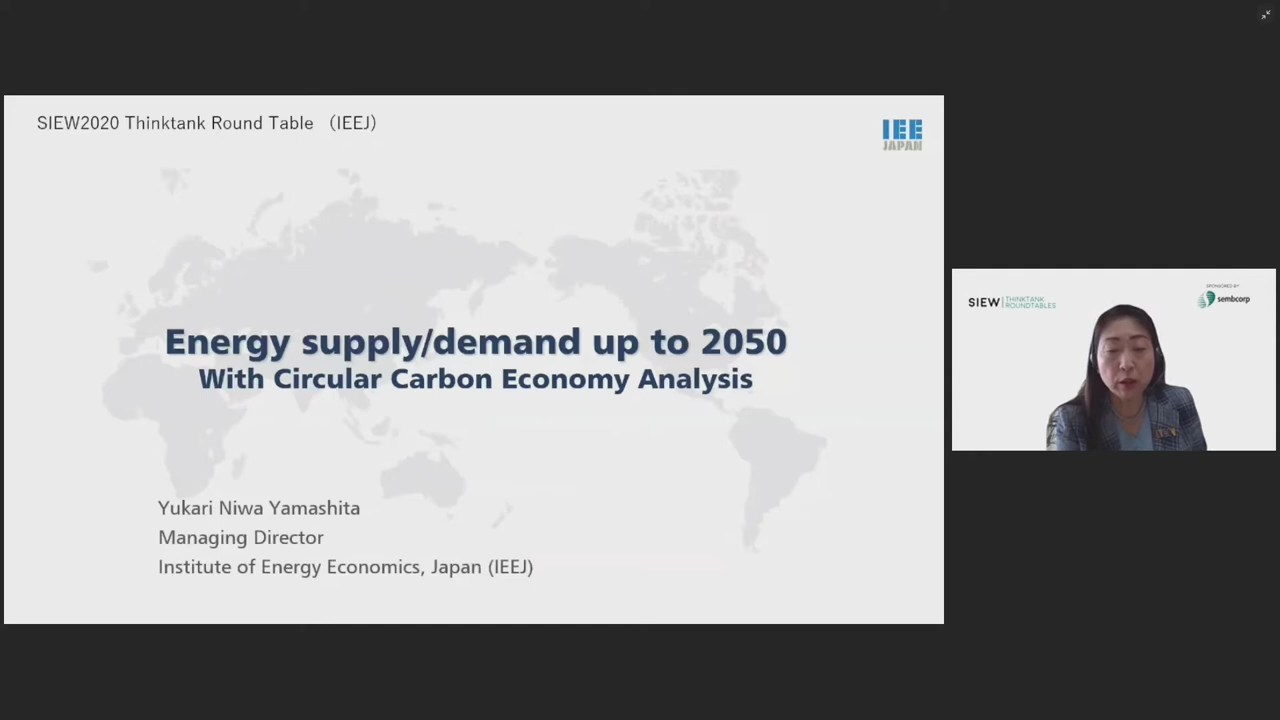 SIEW2020 Thinktank Round Table （IEEJ）
IEE
JAPAN
Energy supply/demand up to 2050
With Circular Carbon Economy Analysis
Yukari Niwa Yamashita
Managing Director
Institute of Energy Economics, Japan (IEEJ)
SIEW THINKTANK
ROUNDTABLES
SPONSORED BY
sembcorp